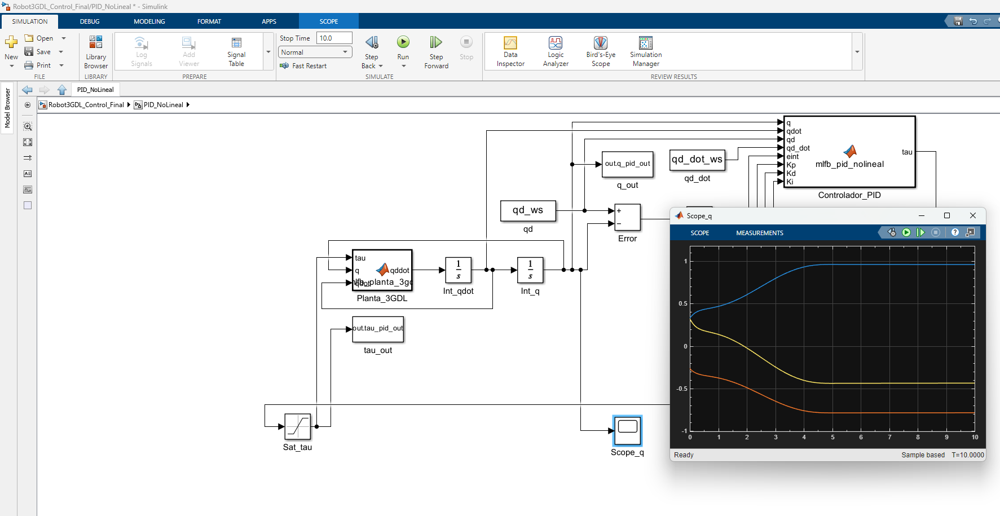 Robot3GDL_Control_Final/PID_NoLineal * - Simulink
SIMULATION DEBUG MODELING FORMAT APPS SCOPE
New
Open
Save
Print
FILE
Library
Browser
LIBRARY
Log
Signals
Add
Viewer
Signal
Table
PREPARE
Stop Time 10.0
Normal
Fast Restart
Step
Back
Run
Step
Forward
Stop
SIMULATE
Data
Inspector
Logic
Analyzer
Bird's-Eye
Scope
Simulation
Manager
REVIEW RESULTS
Model Browser
PID_NoLineal
Robot3GDL_Control_Final PID_NoLineal
q
qdot
qd
qd_dot
eint
Kp
Kd
Ki
mlfb_pid_nolineal
tau
Controlador_PID
out.q_pid_out
q_out
qd_dot_ws
qd_dot
qd_ws
qd
+
−
Error
tau
q
qdot
qddot
mlfb_planta_3gd
Planta_3GDL
1
s
Int_qdot
1
s
Int_q
out.tau_pid_out
tau_out
Sat_tau
Scope_q
Scope_q
SCOPE MEASUREMENTS
?
1
0.5
0
-0.5
-1
0 1 2 3 4 5 6 7 8 9 10
Ready Sample based T=10.0000